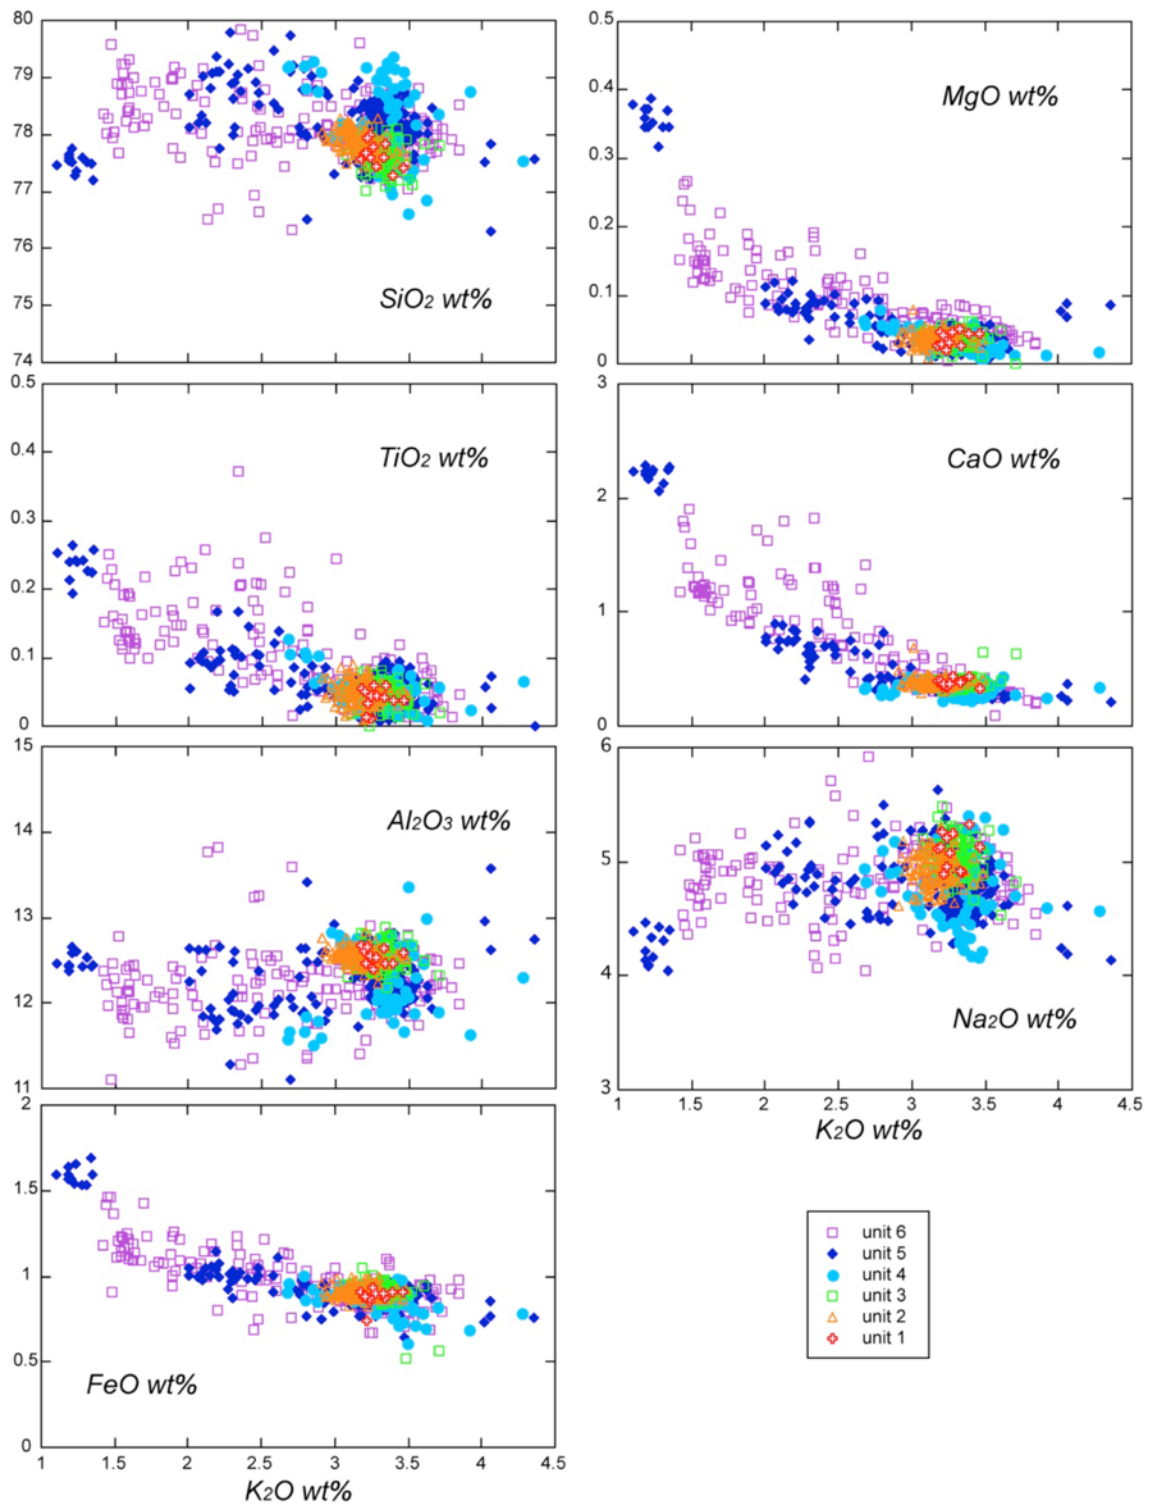 80
79
78
77
76
75
74
SiO2 wt%
0.5
0.4
0.3
0.2
0.1
0
MgO wt%
0.5
0.4
0.3
0.2
0.1
0
TiO2 wt%
3
2
1
0
CaO wt%
15
14
13
12
11
Al2O3 wt%
6
5
4
3
Na2O wt%
1 1.5 2 2.5 3 3.5 4 4.5
K2O wt%
2
1.5
1
0.5
0
FeO wt%
1 1.5 2 2.5 3 3.5 4 4.5
K2O wt%
unit 6
unit 5
unit 4
unit 3
unit 2
unit 1